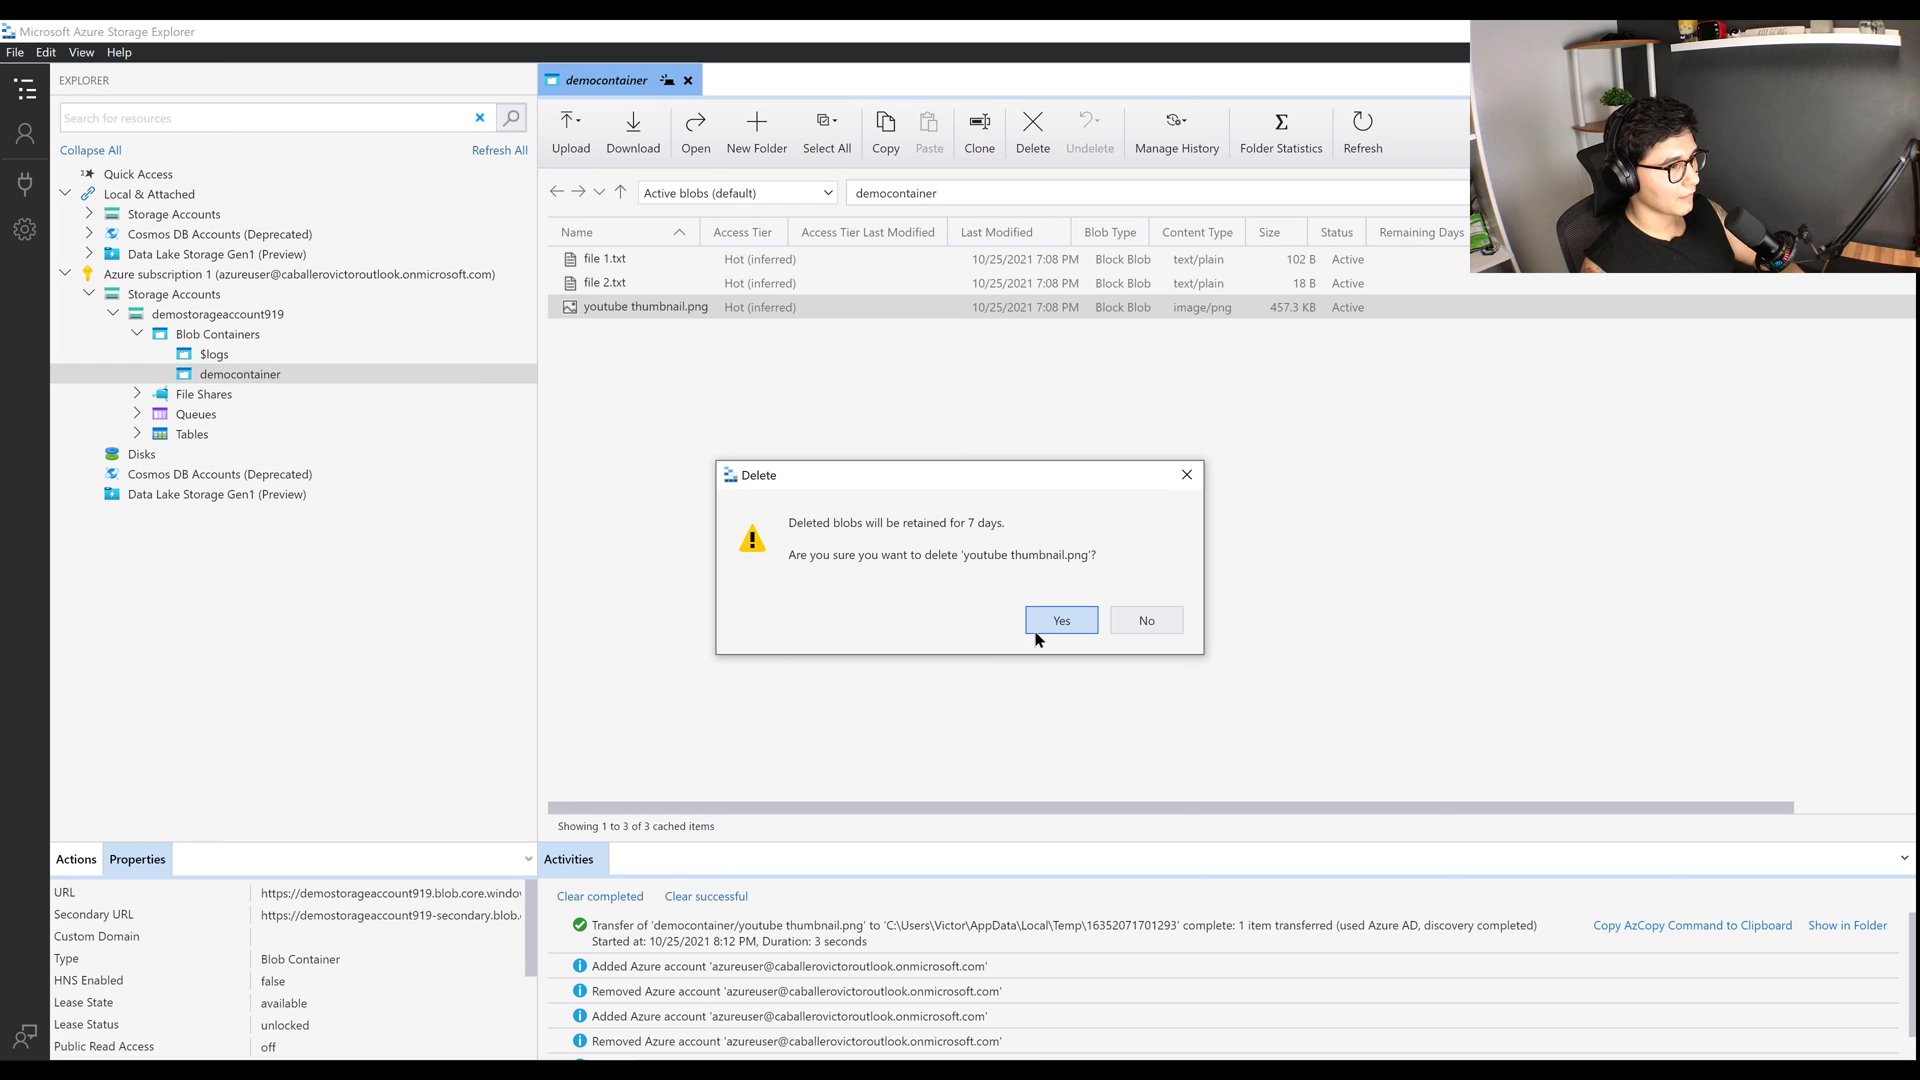 Microsoft Azure Storage Explorer
File Edit View Help
EXPLORER
Search for resources
Collapse All Refresh All
Quick Access
Local & Attached
Storage Accounts
Cosmos DB Accounts (Deprecated)
Data Lake Storage Gen1 (Preview)
Azure subscription 1 (azureuser@caballerovictoroutlook.onmicrosoft.com)
Storage Accounts
demostorageaccount919
Blob Containers
$logs
democontainer
File Shares
Queues
Tables
Disks
Cosmos DB Accounts (Deprecated)
Data Lake Storage Gen1 (Preview)
democontainer
Upload Download Open New Folder Select All Copy Paste Clone Delete Undelete Manage History Folder Statistics Refresh
Active blobs (default) democontainer
Name Access Tier Access Tier Last Modified Last Modified Blob Type Content Type Size Status Remaining Days
file 1.txt Hot (inferred) 10/25/2021 7:08 PM Block Blob text/plain 102 B Active
file 2.txt Hot (inferred) 10/25/2021 7:08 PM Block Blob text/plain 18 B Active
youtube thumbnail.png Hot (inferred) 10/25/2021 7:08 PM Block Blob image/png 457.3 KB Active
Delete
Deleted blobs will be retained for 7 days.
Are you sure you want to delete 'youtube thumbnail.png'?
Yes No
Showing 1 to 3 of 3 cached items
Actions Properties
URL https://demostorageaccount919.blob.core.windo
Secondary URL https://demostorageaccount919-secondary.blob.
Custom Domain
Type Blob Container
HNS Enabled false
Lease State available
Lease Status unlocked
Public Read Access off
Activities
Clear completed Clear successful
Transfer of 'democontainer/youtube thumbnail.png' to 'C:\Users\Victor\AppData\Local\Temp\16352071701293' complete: 1 item transferred (used Azure AD, discovery completed) Copy AzCopy Command to Clipboard Show in Folder
Started at: 10/25/2021 8:12 PM, Duration: 3 seconds
Added Azure account 'azureuser@caballerovictoroutlook.onmicrosoft.com'
Removed Azure account 'azureuser@caballerovictoroutlook.onmicrosoft.com'
Added Azure account 'azureuser@caballerovictoroutlook.onmicrosoft.com'
Removed Azure account 'azureuser@caballerovictoroutlook.onmicrosoft.com'